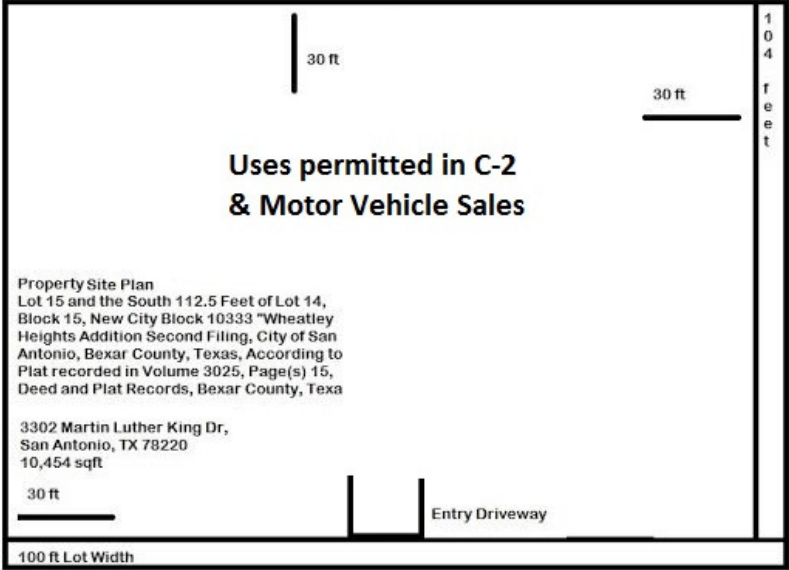 30 ft
30 ft
104 feet
Uses permitted in C-2
& Motor Vehicle Sales
Property Site Plan
Lot 15 and the South 112.5 Feet of Lot 14,
Block 15, New City Block 10333 "Wheatley
Heights Addition Second Filing, City of San
Antonio, Bexar County, Texas, According to
Plat recorded in Volume 3025, Page(s) 15,
Deed and Plat Records, Bexar County, Texa
3302 Martin Luther King Dr,
San Antonio, TX 78220
10,454 sqft
30 ft
Entry Driveway
100 ft Lot Width